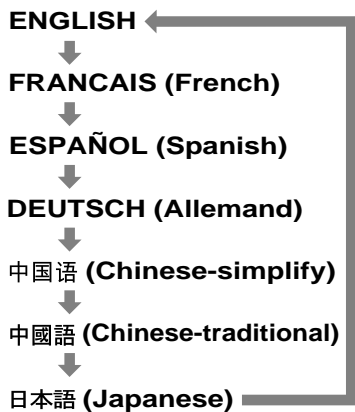 ENGLISH
FRANCAIS (French)
ESPAÑOL (Spanish)
DEUTSCH (Allemand)
中国语 (Chinese-simplify)
中國語 (Chinese-traditional)
日本語 (Japanese)